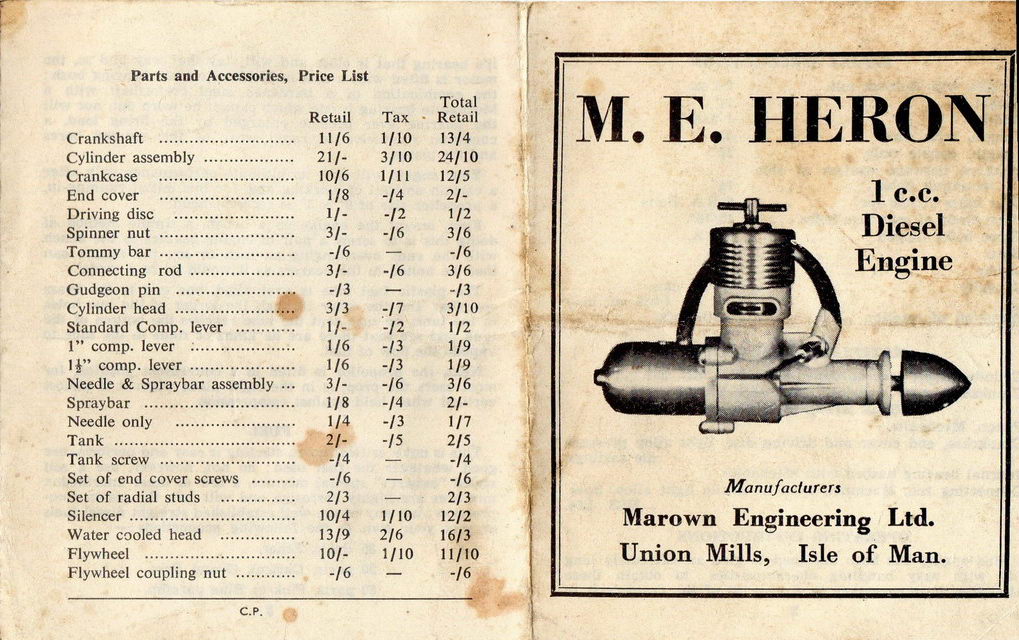 Parts and Accessories, Price List
Total
Retail Tax Retail
Crankshaft ............................ 11/6 1/10 13/4
Cylinder assembly ................... 21/- 3/10 24/10
Crankcase ............................ 10/6 1/11 12/5
End cover ............................ 1/8 -/4 2/-
Driving disc .......................... 1/- -/2 1/2
Spinner nut ........................... 3/- -/6 3/6
Tommy bar ........................... -/6 — -/6
Connecting rod ...................... 3/- -/6 3/6
Gudgeon pin ......................... -/3 — -/3
Cylinder head ........................ 3/3 -/7 3/10
Standard Comp. lever .............. 1/- -/2 1/2
1" comp. lever ...................... 1/6 -/3 1/9
1½" comp. lever .................... 1/6 -/3 1/9
Needle & Spraybar assembly ... 3/- -/6 3/6
Spraybar .............................. 1/8 -/4 2/-
Needle only ......................... 1/4 -/3 1/7
Tank ................................... 2/- -/5 2/5
Tank screw .......................... -/4 — -/4
Set of end cover screws ......... -/6 — -/6
Set of radial studs ................. 2/3 — 2/3
Silencer ............................... 10/4 1/10 12/2
Water cooled head ................ 13/9 2/6 16/3
Flywheel .............................. 10/- 1/10 11/10
Flywheel coupling nut ............ -/6 — -/6
C.P.
M. E. HERON
1 c.c.
Diesel
Engine
Manufacturers
Marown Engineering Ltd.
Union Mills, Isle of Man.